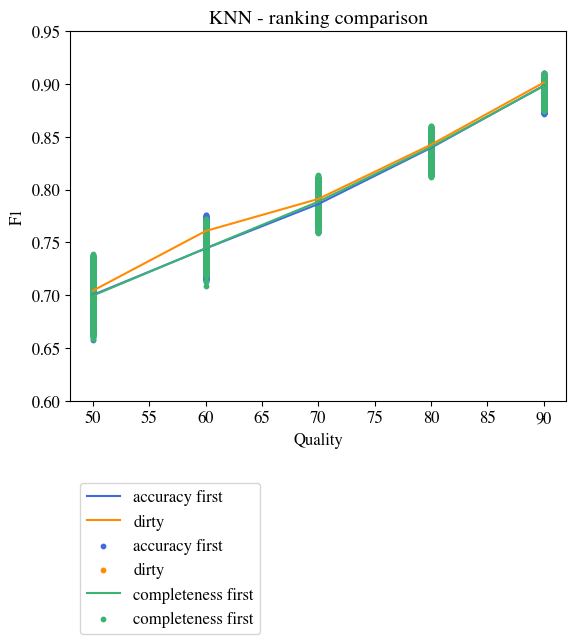 KNN - ranking comparison
0.95
0.90
0.85
0.80
0.75
0.70
0.65
0.60
F1
50 55 60 65 70 75 80 85 90
Quality
accuracy first
dirty
accuracy first
dirty
completeness first
completeness first